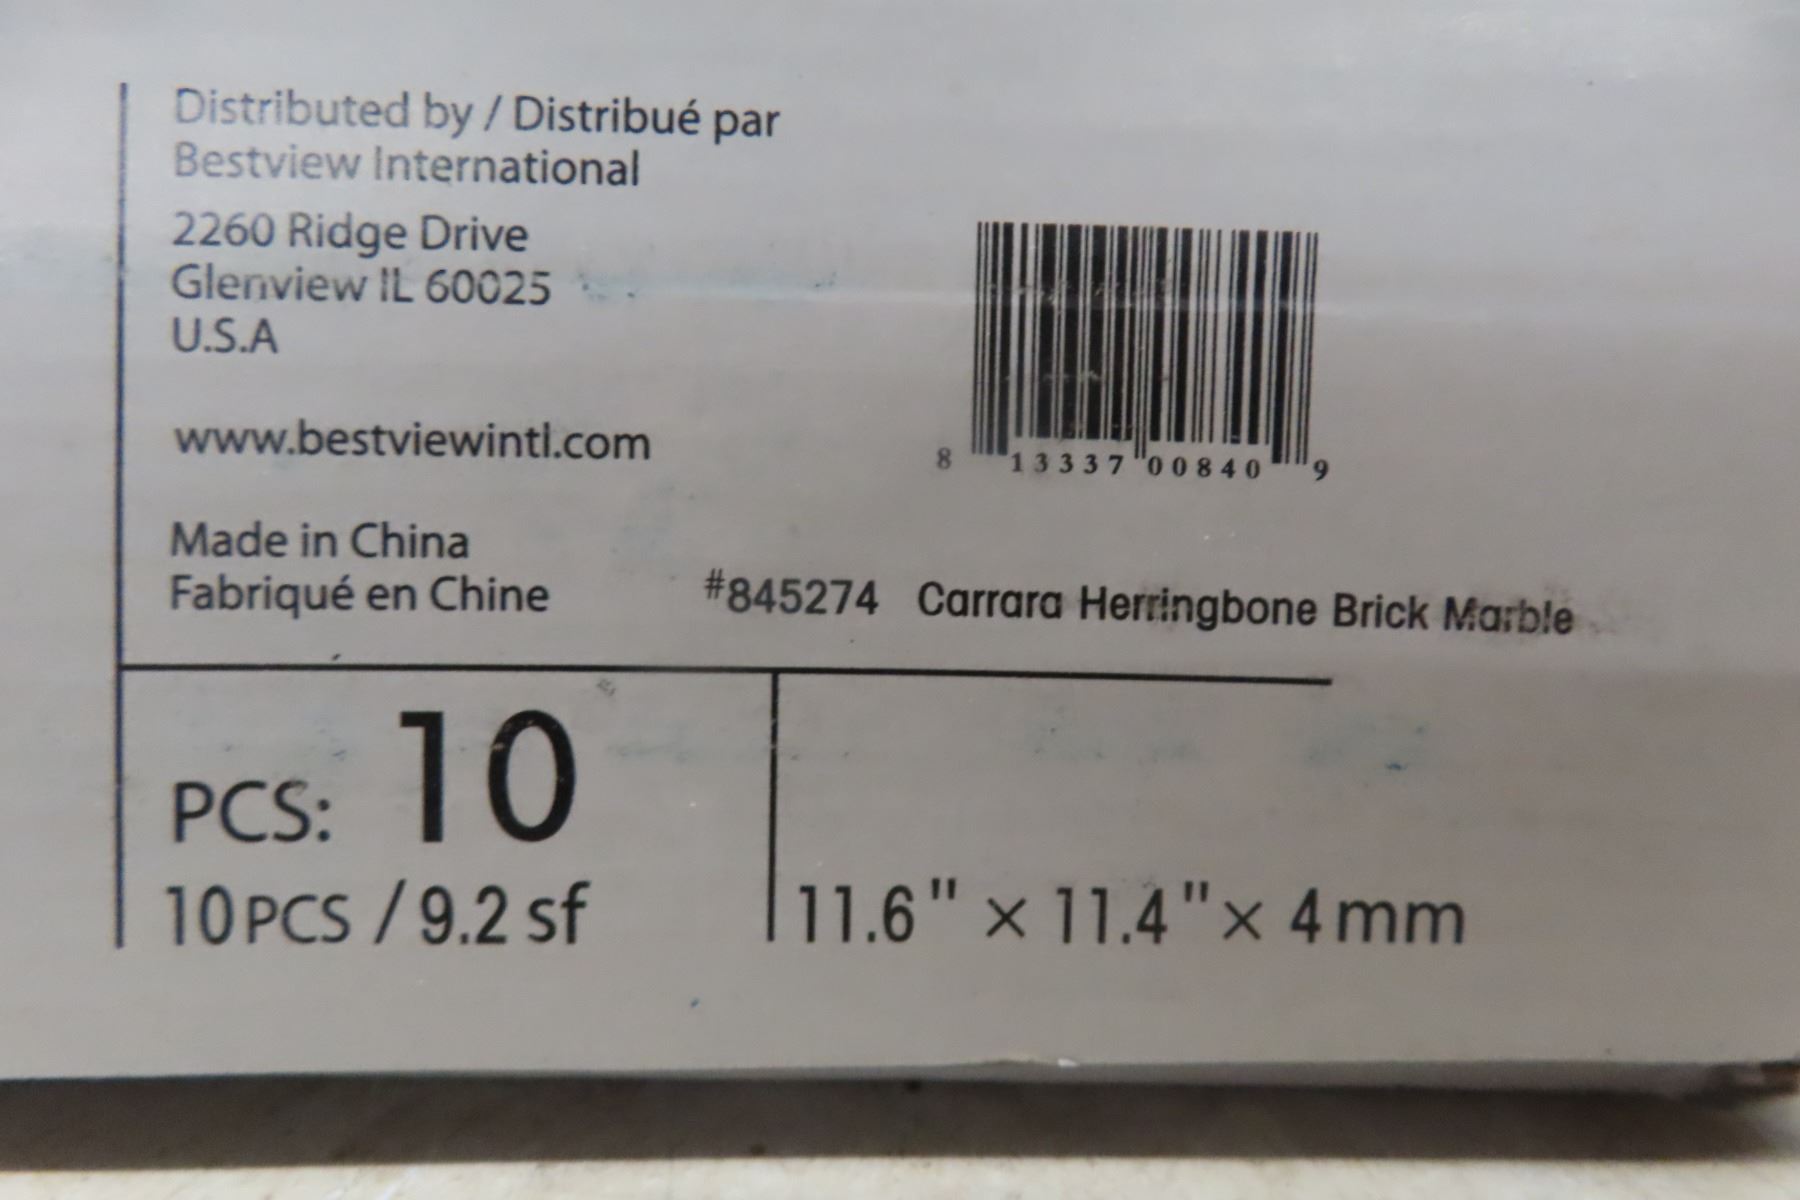 Distributed by / Distribué par
Bestview International
2260 Ridge Drive
Glenview IL 60025
U.S.A
www.bestviewintl.com
8 13337 00840 9
Made in China
Fabriqué en Chine
#845274 Carrara Herringbone Brick Marble
PCS: 10
10PCS / 9.2 sf
11.6" × 11.4" × 4mm